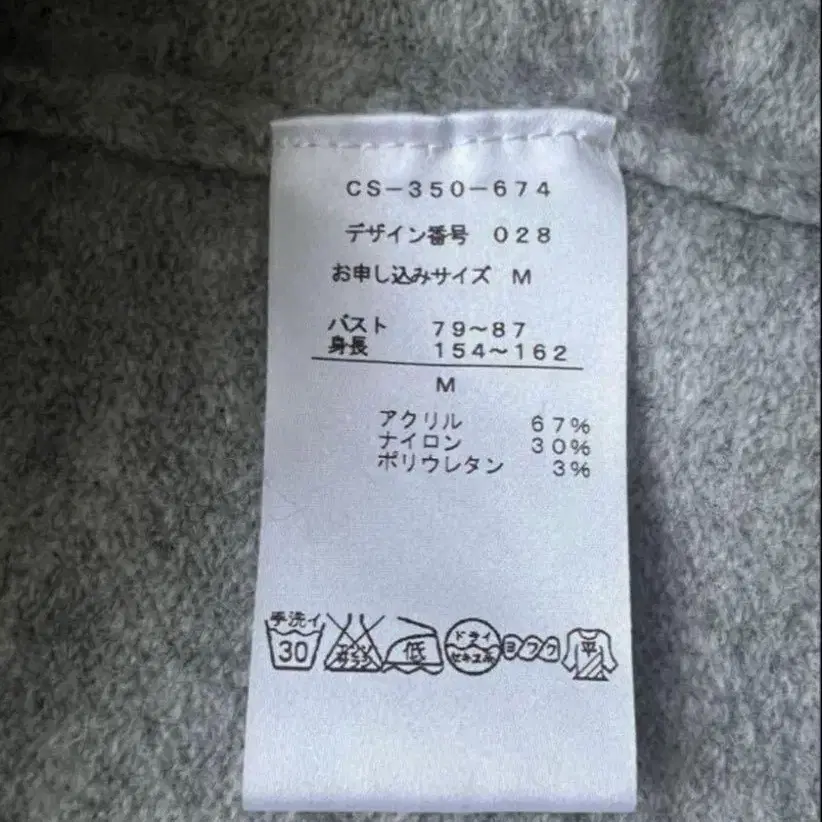 CS-350-674
デザイン番号 028
お申し込みサイズ M
バスト 79~87
身長 154~162
M
アクリル 67%
ナイロン 30%
ポリウレタン 3%
手洗イ
30
低
ドライ
セキユ系
ヨワク
平